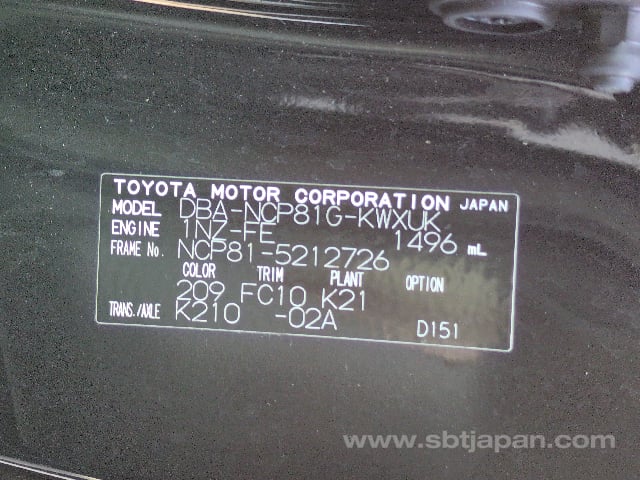 TOYOTA MOTOR CORPORATION JAPAN
MODEL DBA-NCP81G-KWXUK
ENGINE 1NZ-FE 1496 mL
FRAME No. NCP81-5212726
COLOR TRIM PLANT OPTION
209 FC10 K21
TRANS./AXLE K210 -02A D151
www.sbtjapan.com